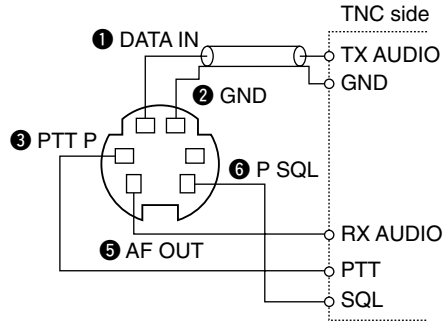 TNC side
❶ DATA IN
TX AUDIO
❷ GND
GND
❸ PTT P
❻ P SQL
❺ AF OUT
RX AUDIO
PTT
SQL